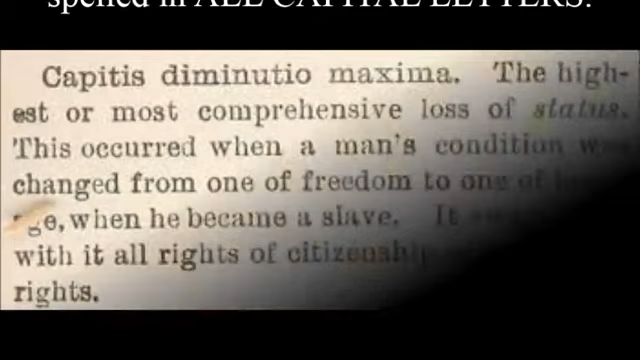 spelled in ALL CAPITAL LETTERS.
Capitis diminutio maxima. The high-
est or most comprehensive loss of status.
This occurred when a man's condition
changed from one of freedom to one of
when he became a slave. It
with it all rights of citizenship
rights.